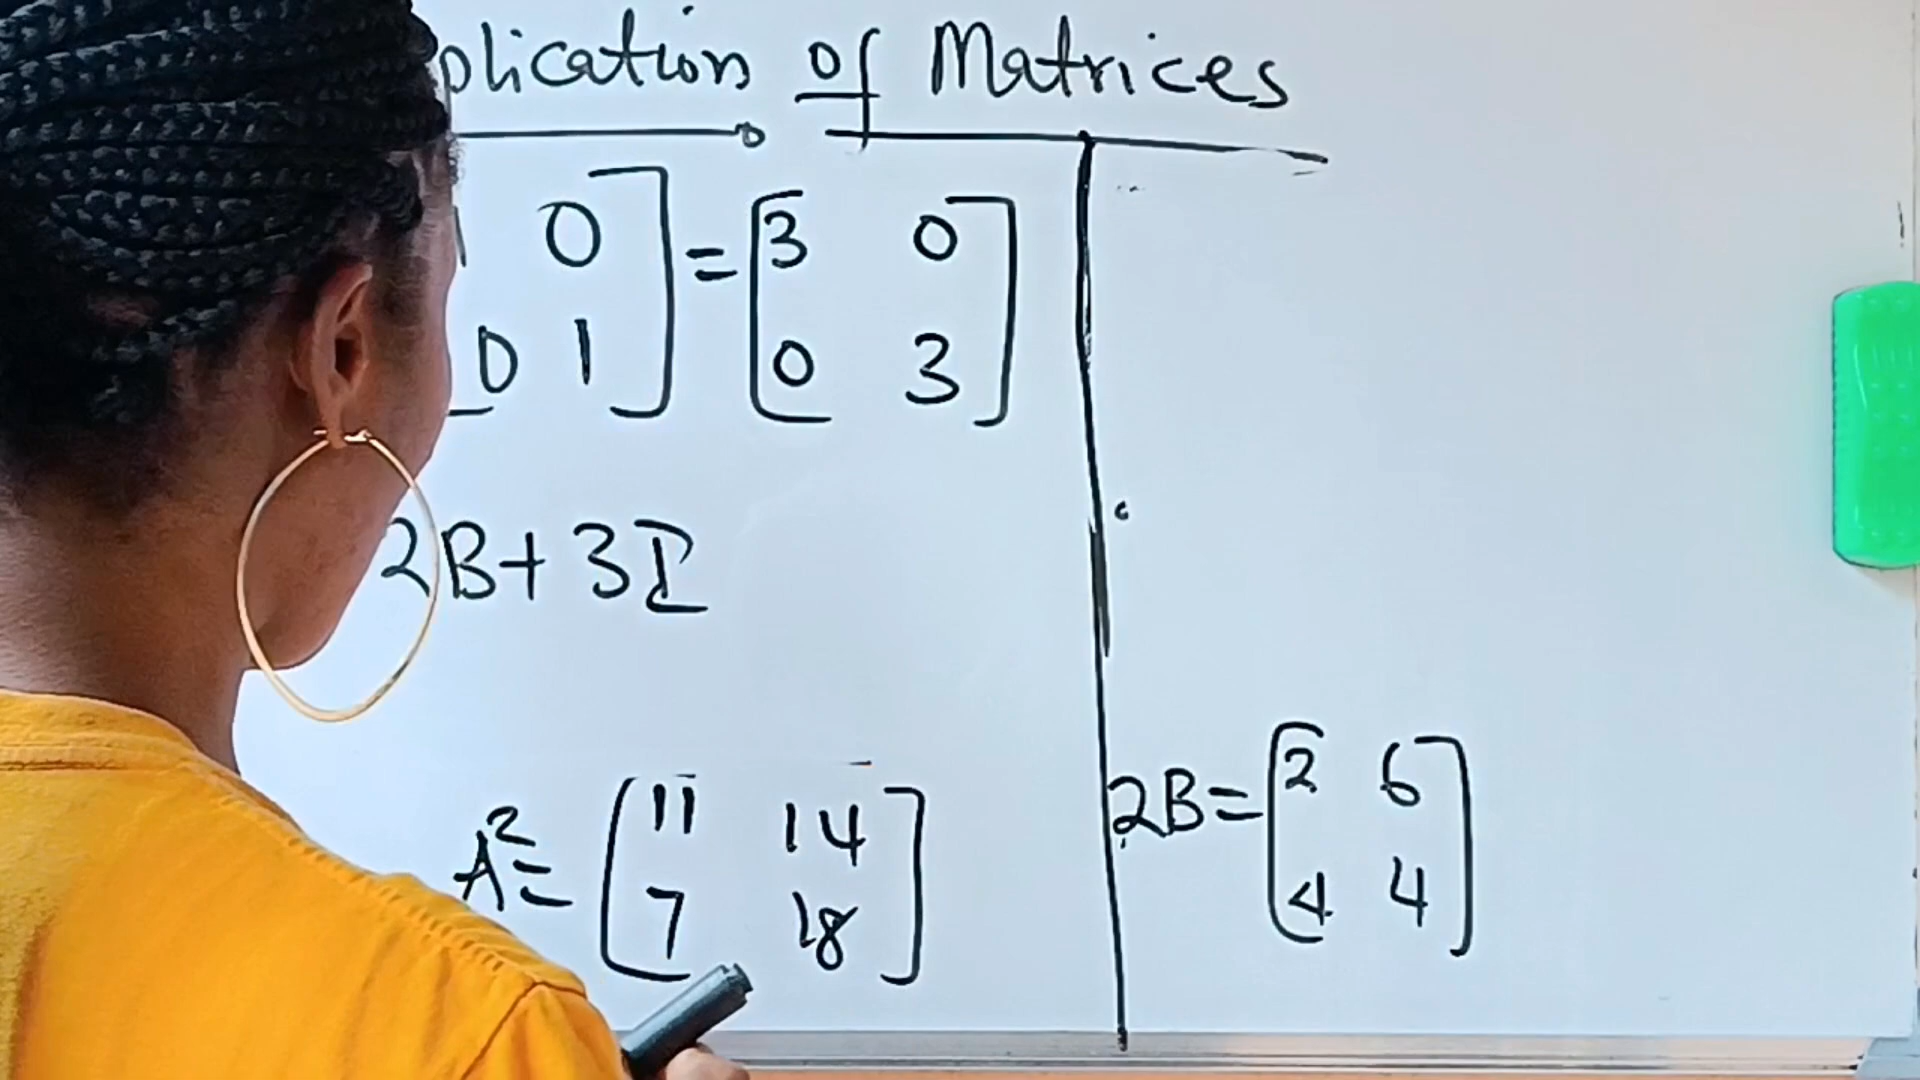 plication of Matrices
1 0
0 1 ] = [ 3 0
0 3 ]
2B + 3I
A² = [ 11 14
7 18 ]
2B = [ 2 6
4 4 ]